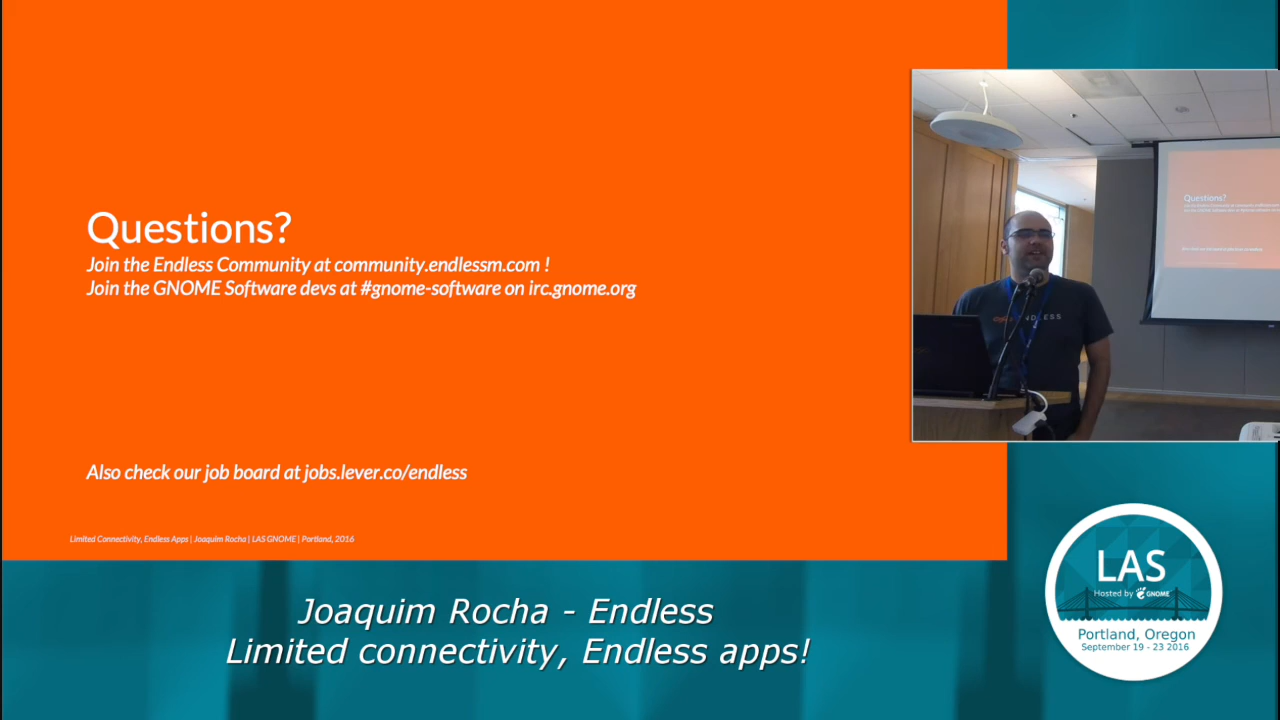 Questions?
Join the Endless Community at community.endlessm.com !
Join the GNOME Software devs at #gnome-software on irc.gnome.org
Also check our job board at jobs.lever.co/endless
Limited Connectivity, Endless Apps | Joaquim Rocha | LAS GNOME | Portland, 2016
Questions?
ENDLESS
LAS
Hosted by GNOME
Portland, Oregon
September 19 - 23 2016
Joaquim Rocha - Endless
Limited connectivity, Endless apps!